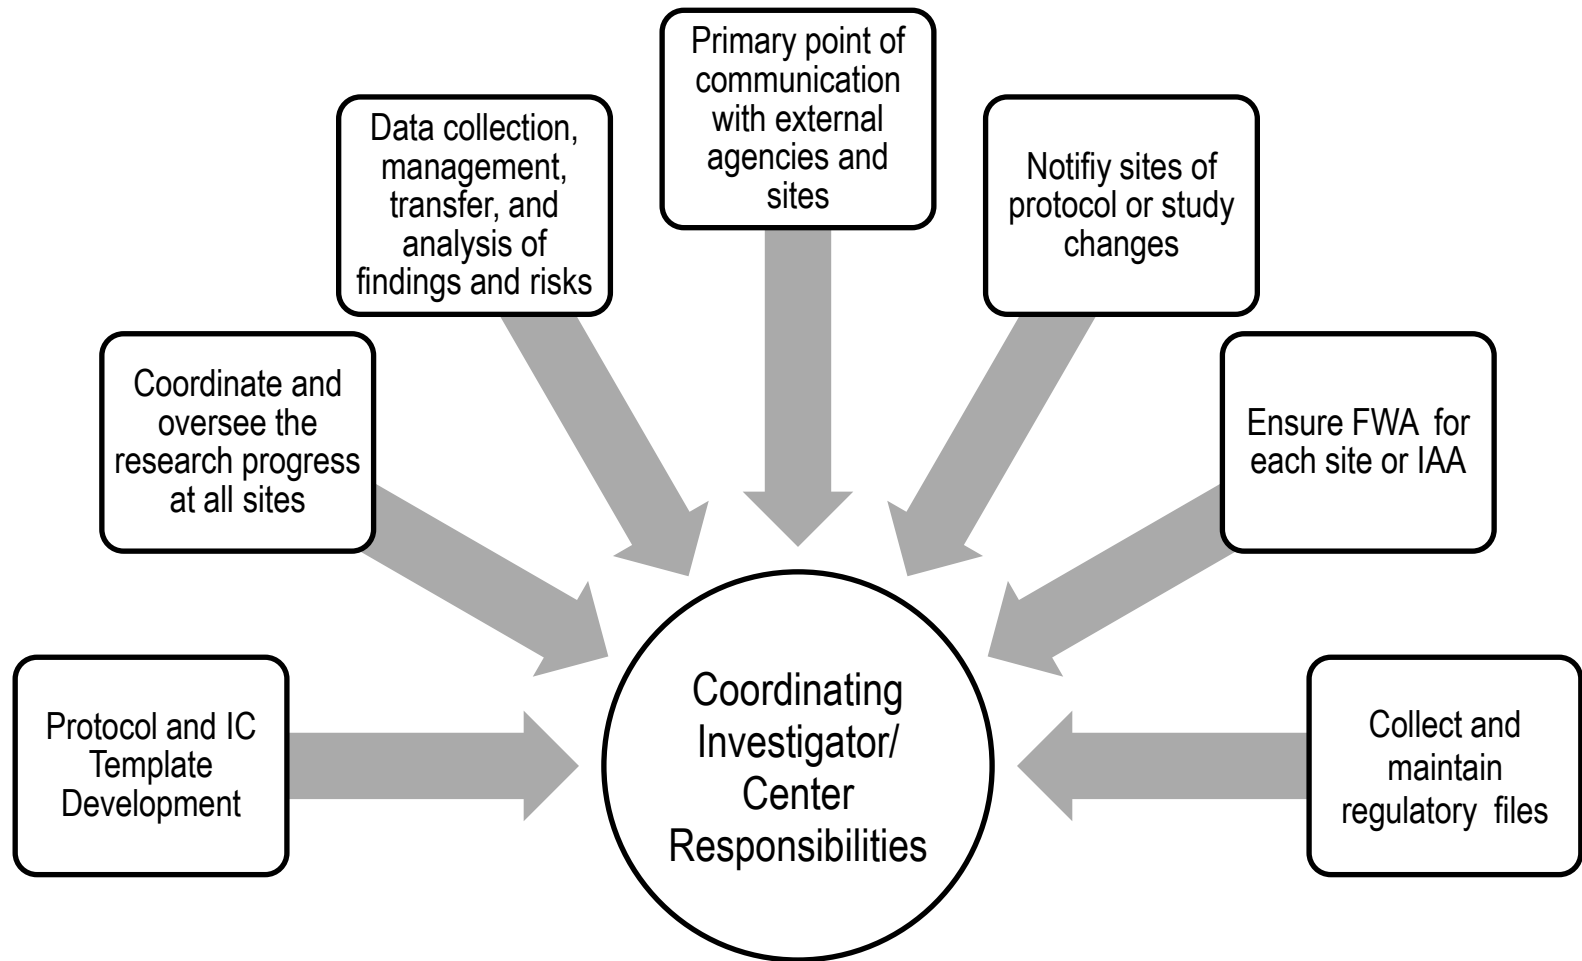 Primary point of
communication
with external
agencies and
sites
Data collection,
management,
transfer, and
analysis of
findings and risks
Notifiy sites of
protocol or study
changes
Coordinate and
oversee the
research progress
at all sites
Ensure FWA  for
each site or IAA
Protocol and IC
Template
Development
Coordinating
Investigator/
Center
Responsibilities
Collect and
maintain
regulatory  files